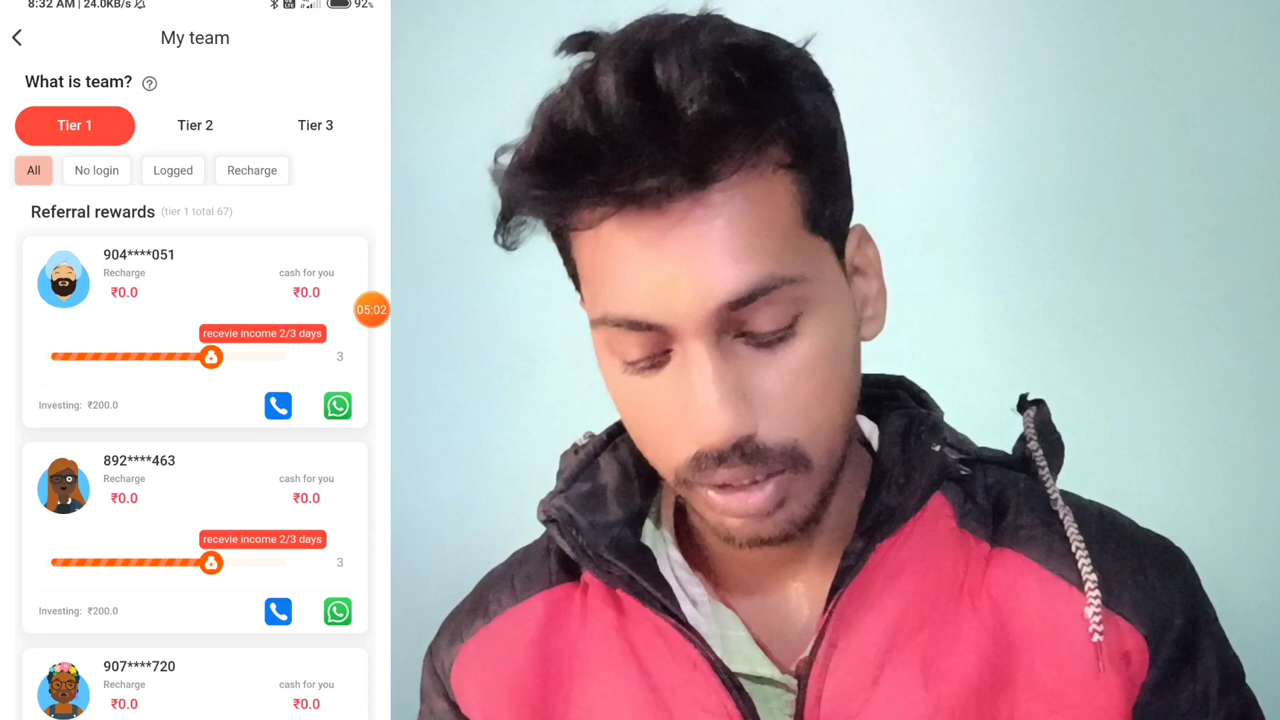 8:32 AM | 24.0KB/s
92%
My team
What is team? ?
Tier 1 Tier 2 Tier 3
All No login Logged Recharge
Referral rewards (tier 1 total 67)
904****051
Recharge cash for you
₹0.0 ₹0.0
05:02
recevie income 2/3 days
3
Investing: ₹200.0
892****463
Recharge cash for you
₹0.0 ₹0.0
recevie income 2/3 days
3
Investing: ₹200.0
907****720
Recharge cash for you
₹0.0 ₹0.0